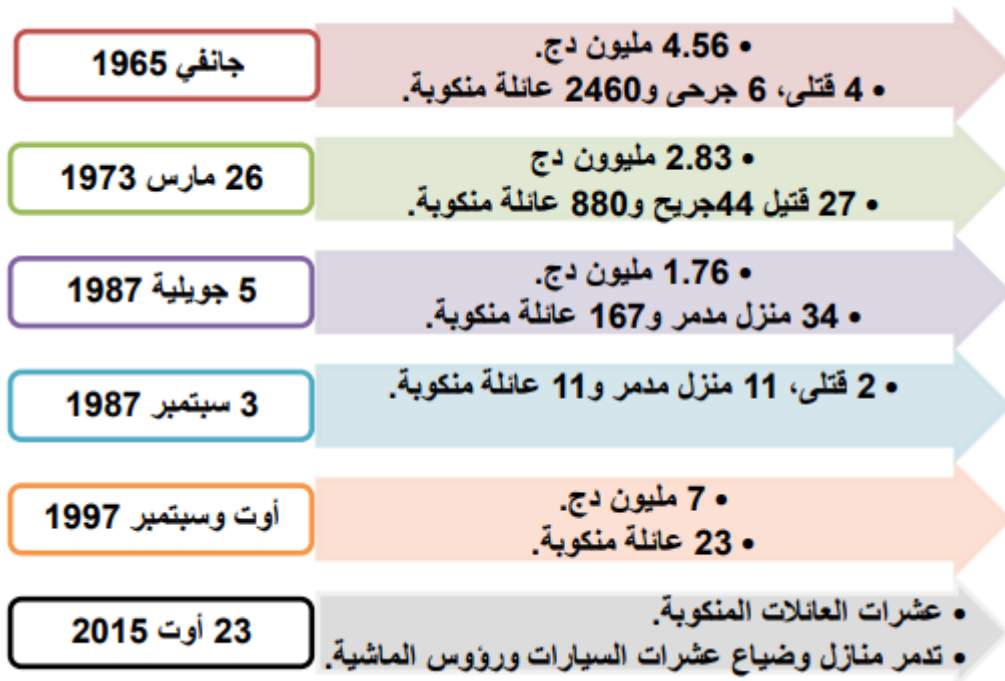 جانفي 1965
• 4.56 مليون دج.
• 4 قتلى، 6 جرحى و2460 عائلة منكوبة.
26 مارس 1973
• 2.83 مليوون دج
• 27 قتيل 44جريح و880 عائلة منكوبة.
5 جويلية 1987
• 1.76 مليون دج.
• 34 منزل مدمر و167 عائلة منكوبة.
3 سبتمبر 1987
• 2 قتلى، 11 منزل مدمر و11 عائلة منكوبة.
أوت وسبتمبر 1997
• 7 مليون دج.
• 23 عائلة منكوبة.
23 أوت 2015
• عشرات العائلات المنكوبة.
• تدمر منازل وضياع عشرات السيارات ورؤوس الماشية.